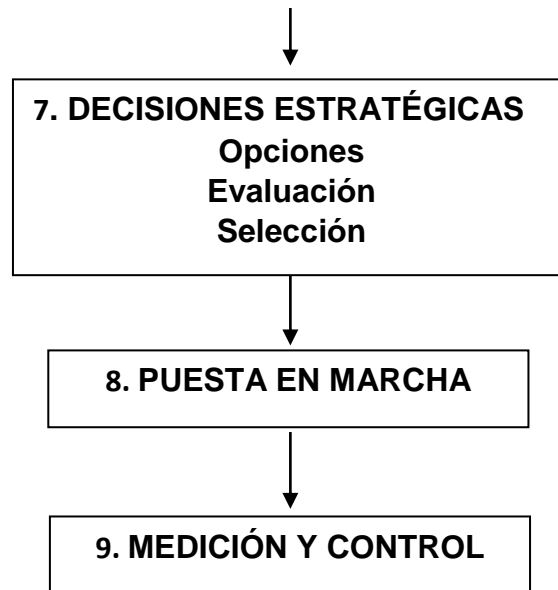 7. DECISIONES ESTRATÉGICAS
Opciones
Evaluación
Selección
8. PUESTA EN MARCHA
9. MEDICIÓN Y CONTROL